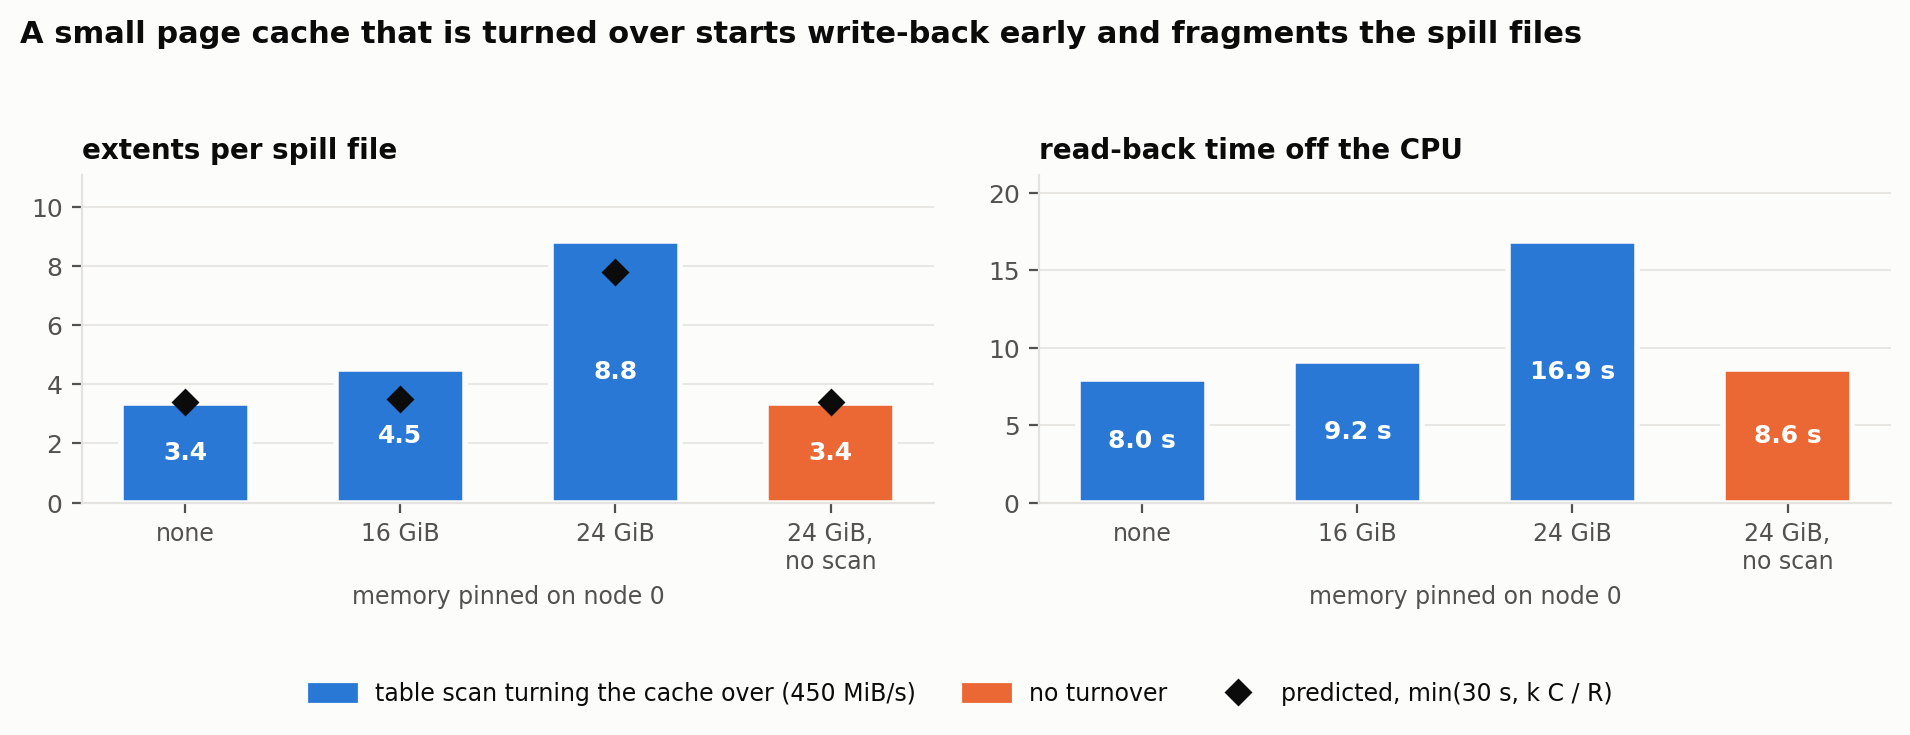 A small page cache that is turned over starts write-back early and fragments the spill files
extents per spill file
10
8
6
4
2
0
3.4
4.5
8.8
3.4
none
16 GiB
24 GiB
24 GiB,
no scan
memory pinned on node 0
read-back time off the CPU
20
15
10
5
0
8.0 s
9.2 s
16.9 s
8.6 s
none
16 GiB
24 GiB
24 GiB,
no scan
memory pinned on node 0
table scan turning the cache over (450 MiB/s)
no turnover
predicted, min(30 s, k C / R)